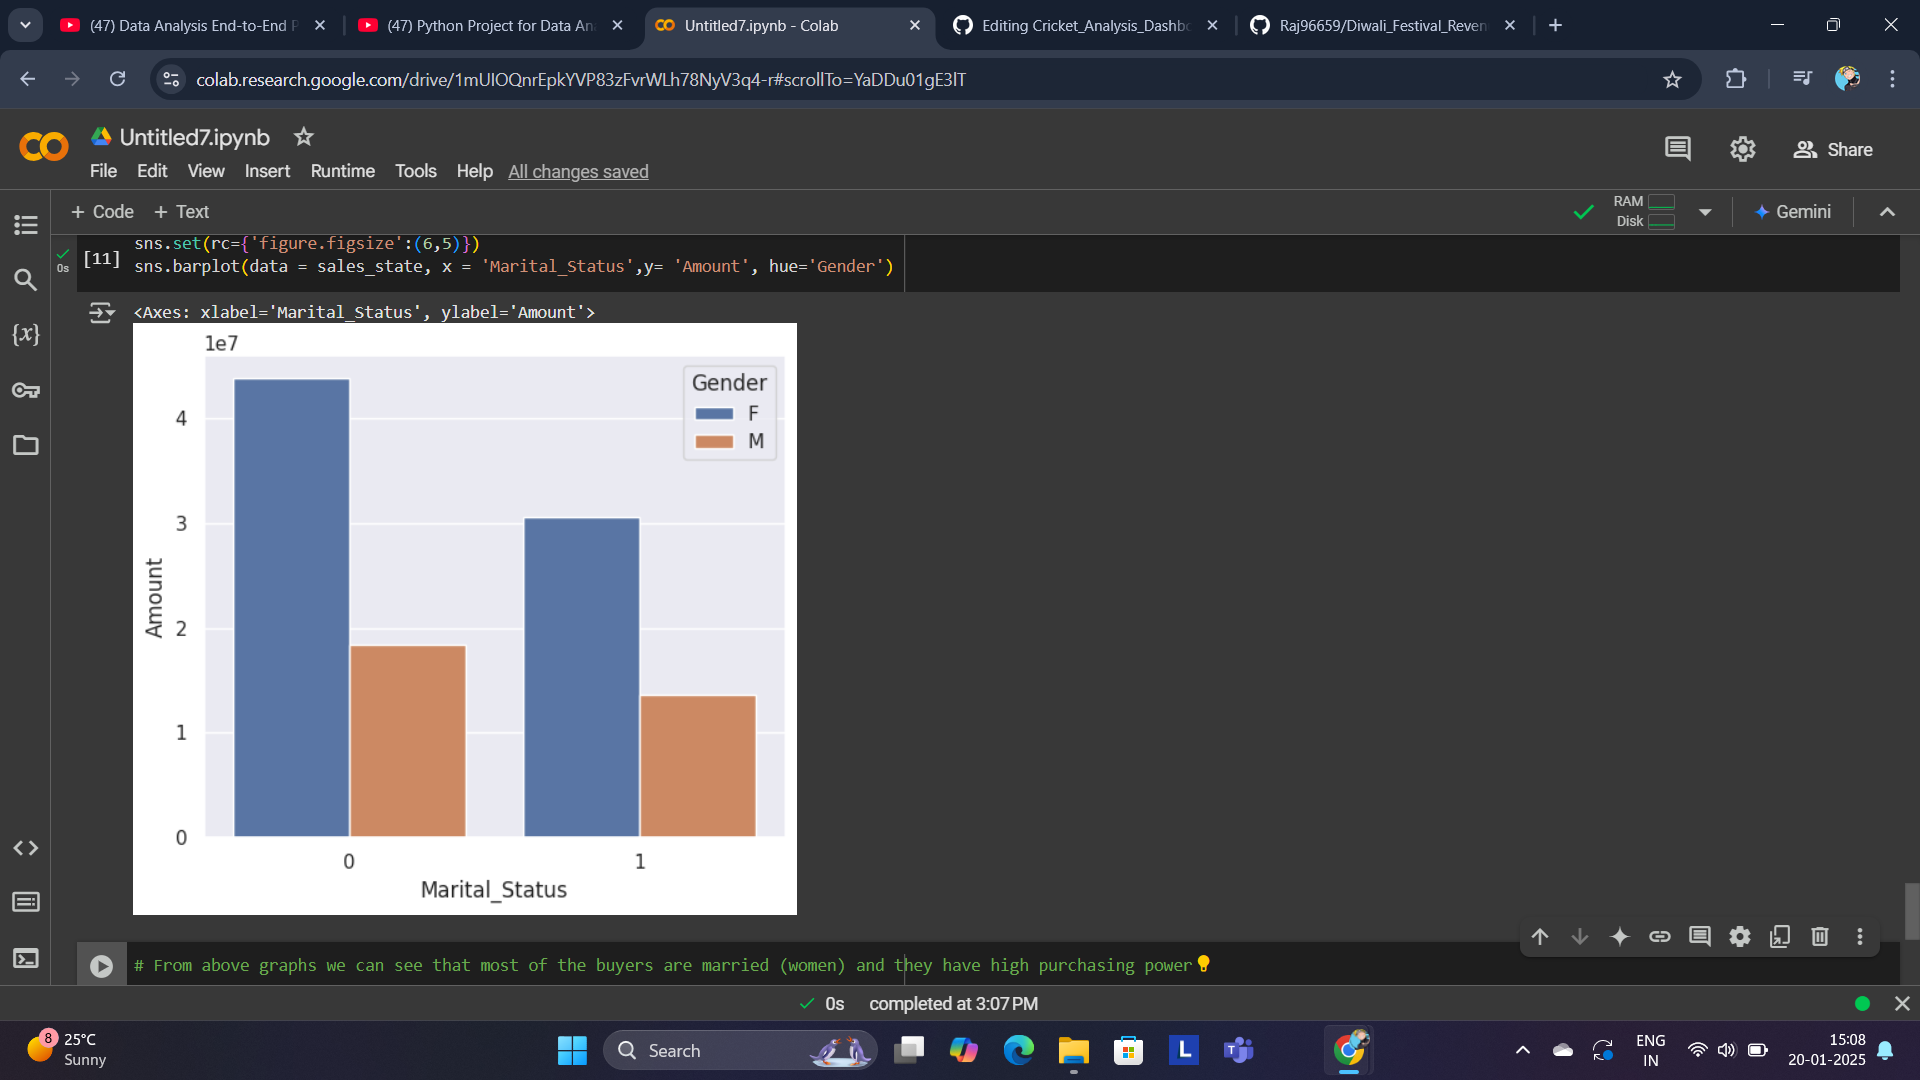 (47) Data Analysis End-to-End P
(47) Python Project for Data An
Untitled7.ipynb - Colab
Editing Cricket_Analysis_Dashb
Raj96659/Diwali_Festival_Reven
colab.research.google.com/drive/1mUIOQnrEpkYVP83zFvrWLh78NyV3q4-r#scrollTo=YaDDu01gE3lT
Untitled7.ipynb
Share
File Edit View Insert Runtime Tools Help All changes saved
+ Code + Text
RAM
Disk
Gemini
sns.set(rc={'figure.figsize':(6,5)})
0s
[11]
sns.barplot(data = sales_state, x = 'Marital_Status',y= 'Amount', hue='Gender')
{x}
<Axes: xlabel='Marital_Status', ylabel='Amount'>
1e7
Gender
F
M
4
3
2
1
0
Amount
0 1
Marital_Status
# From above graphs we can see that most of the buyers are married (women) and they have high purchasing power💡
0s completed at 3:07 PM
8
25°C
Sunny
Search
L
T
ENG
IN
15:08
20-01-2025